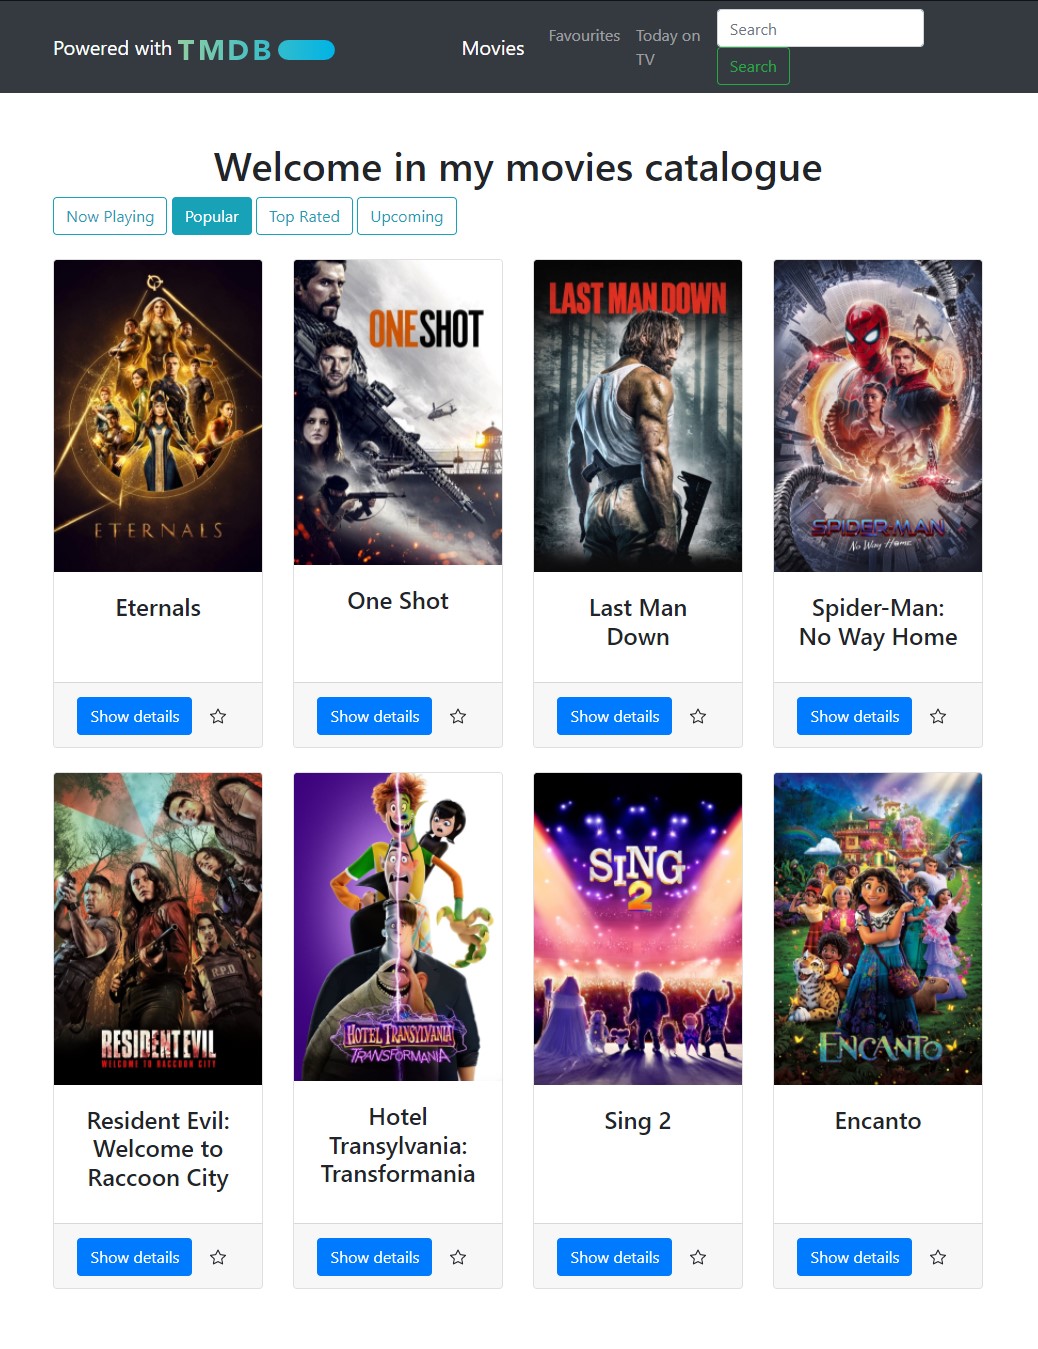 Powered with TMDB
Movies
Favourites
Today on
TV
Search
Search
Welcome in my movies catalogue
Now Playing
Popular
Top Rated
Upcoming
ETERNALS
ONE SHOT
LAST MAN DOWN
SPIDER-MAN
No Way Home
Eternals
One Shot
Last Man
Down
Spider-Man:
No Way Home
Show details
Show details
Show details
Show details
R.P.D.
RESIDENT EVIL
WELCOME TO RACCOON CITY
HOTEL TRANSYLVANIA
TRANSFORMANIA
SING
2
ENCANTO
Resident Evil:
Welcome to
Raccoon City
Hotel
Transylvania:
Transformania
Sing 2
Encanto
Show details
Show details
Show details
Show details